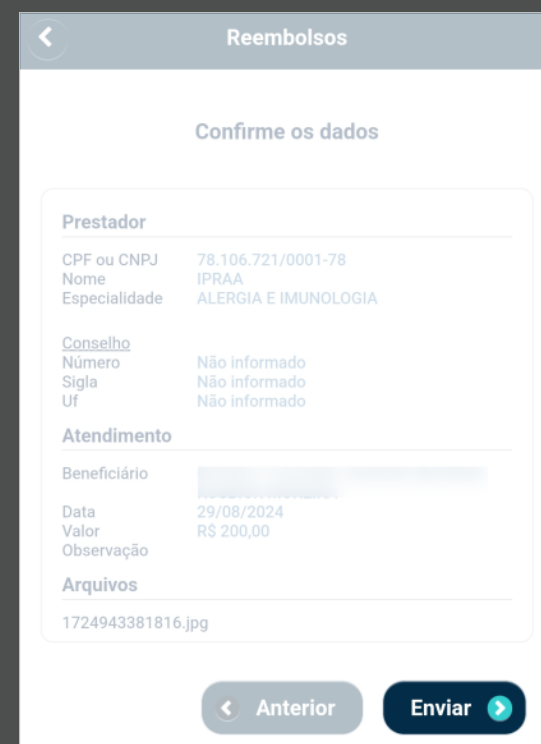 Reembolsos
Confirme os dados
Prestador
CPF ou CNPJ 78.106.721/0001-78
Nome IPRAA
Especialidade ALERGIA E IMUNOLOGIA
Conselho
Número Não informado
Sigla Não informado
Uf Não informado
Atendimento
Beneficiário
Data 29/08/2024
Valor R$ 200,00
Observação
Arquivos
1724943381816.jpg
Anterior Enviar